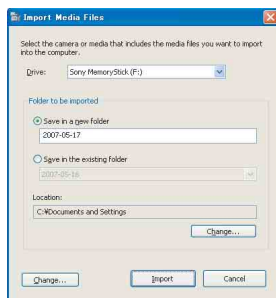 Import Media Files
Select the camera or media that includes the media files you want to import
into the computer.
Drive: Sony MemoryStick (F:)
Folder to be imported
Save in a new folder
2007-05-17
Save in the existing folder
2007-05-16
Location:
C:¥Documents and Settings
Change...
Change... Import Cancel